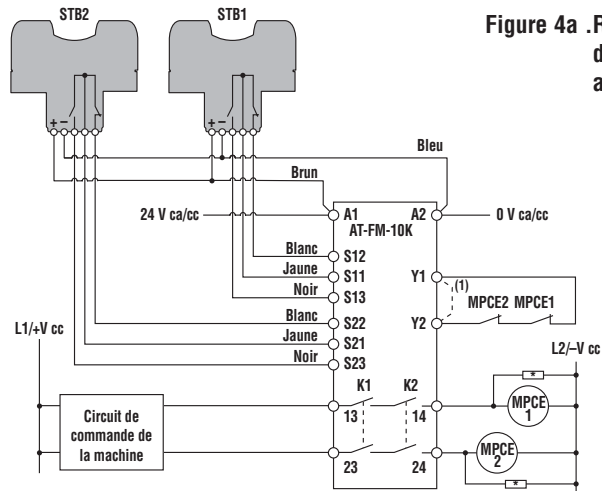 STB2 STB1
Figure 4a .R
d
a
+ − + −
Bleu
Brun
24 V ca/cc A1 A2 0 V ca/cc
AT-FM-10K
Blanc S12
Jaune S11 Y1
Noir S13 (1)
MPCE2 MPCE1
Blanc S22 Y2
Jaune S21
Noir S23
L1/+V cc L2/−V cc
K1 K2
*
13 14
MPCE
1
Circuit de
commande de
la machine
23 24
MPCE
2
*